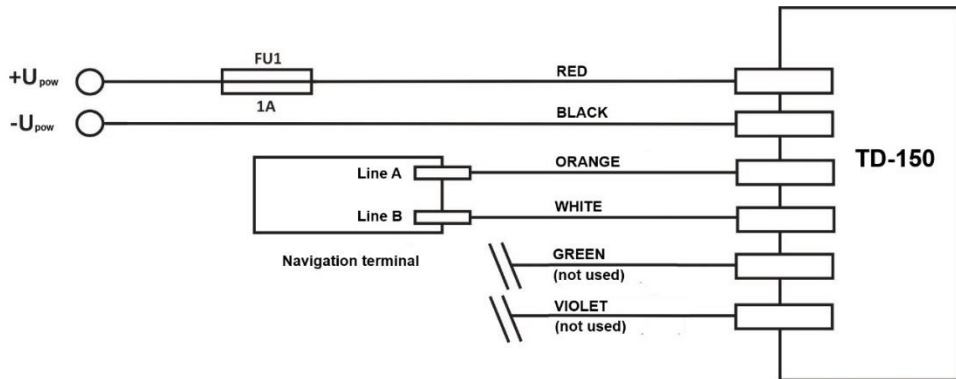 FU1
+Upow
RED
1A
BLACK
-Upow
ORANGE
TD-150
Line A
WHITE
Line B
GREEN
Navigation terminal
(not used)
VIOLET
(not used)